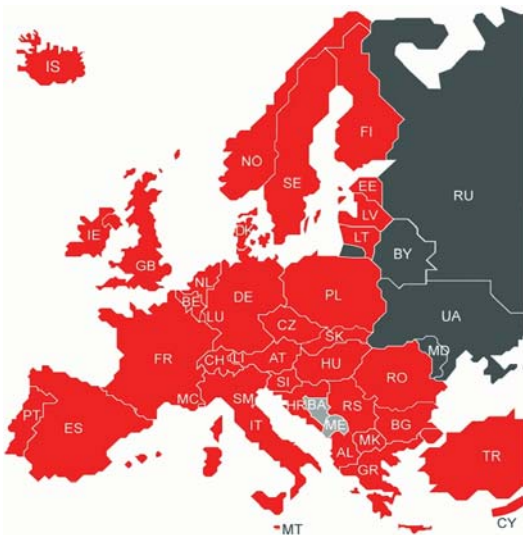 IS
FI
NO
SE
RU
EE
LV
DK
LT
IE
BY
GB
NL
BE
DE
PL
LU
UA
CZ
SK
MD
FR
CH
LI
AT
HU
RO
SI
MC
SM
HR
BA
RS
PT
ES
IT
ME
BG
MK
AL
TR
GR
CY
MT